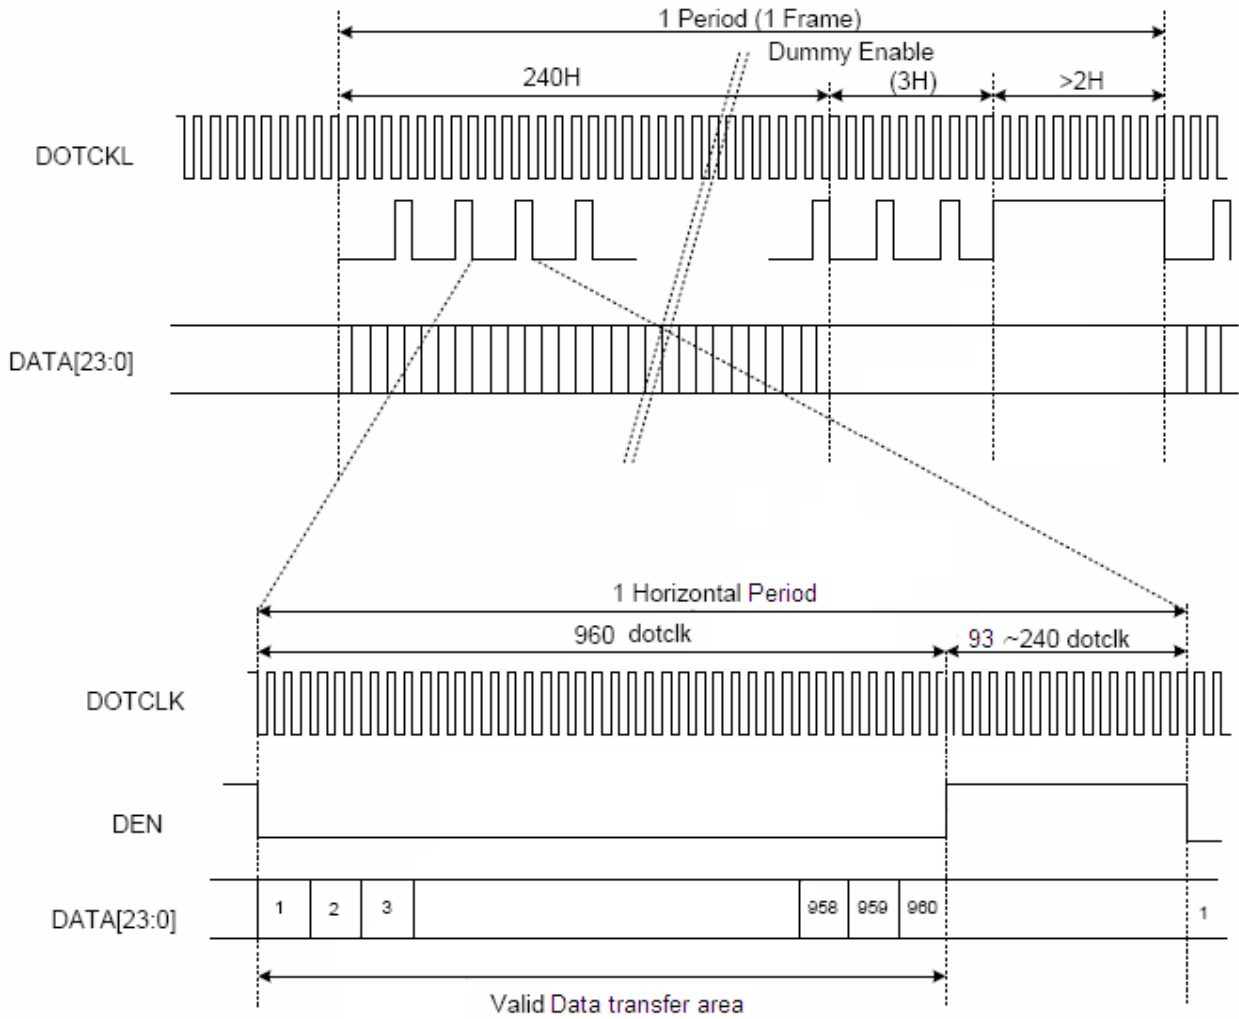 1 Period (1 Frame)
Dummy Enable
240H
(3H)
>2H
DOTCKL
DATA[23:0]
1 Horizontal Period
960 dotclk
93 ~240 dotclk
DOTCLK
DEN
DATA[23:0]
1
2
3
958
959
960
1
Valid Data transfer area